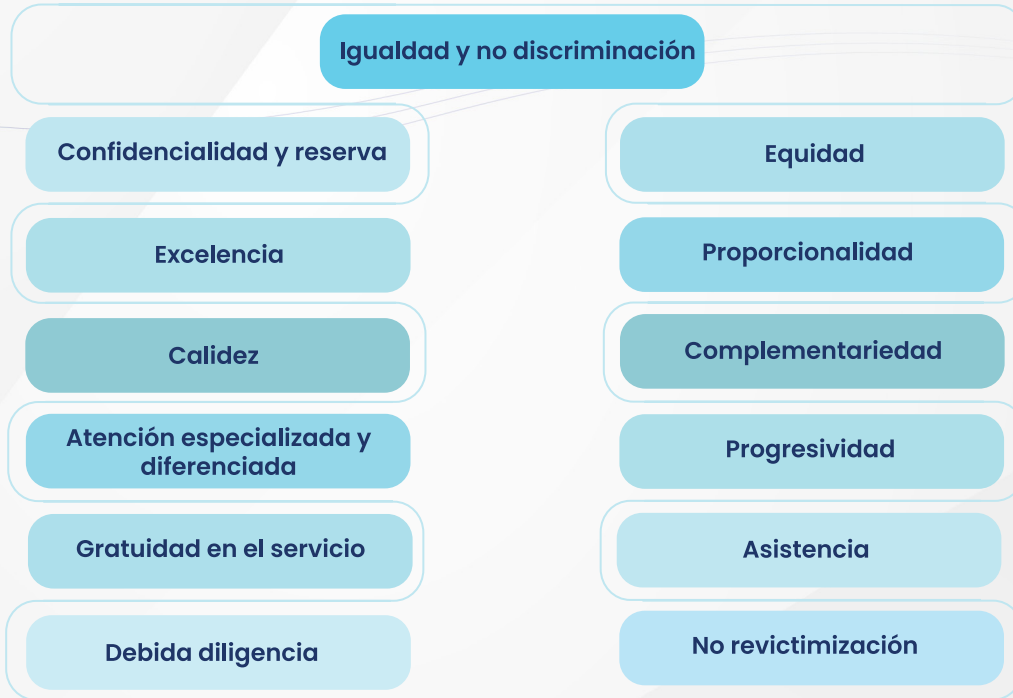 Igualdad y no discriminación
Confidencialidad y reserva
Equidad
Excelencia
Proporcionalidad
Calidez
Complementariedad
Atención especializada y
diferenciada
Progresividad
Gratuidad en el servicio
Asistencia
Debida diligencia
No revictimización